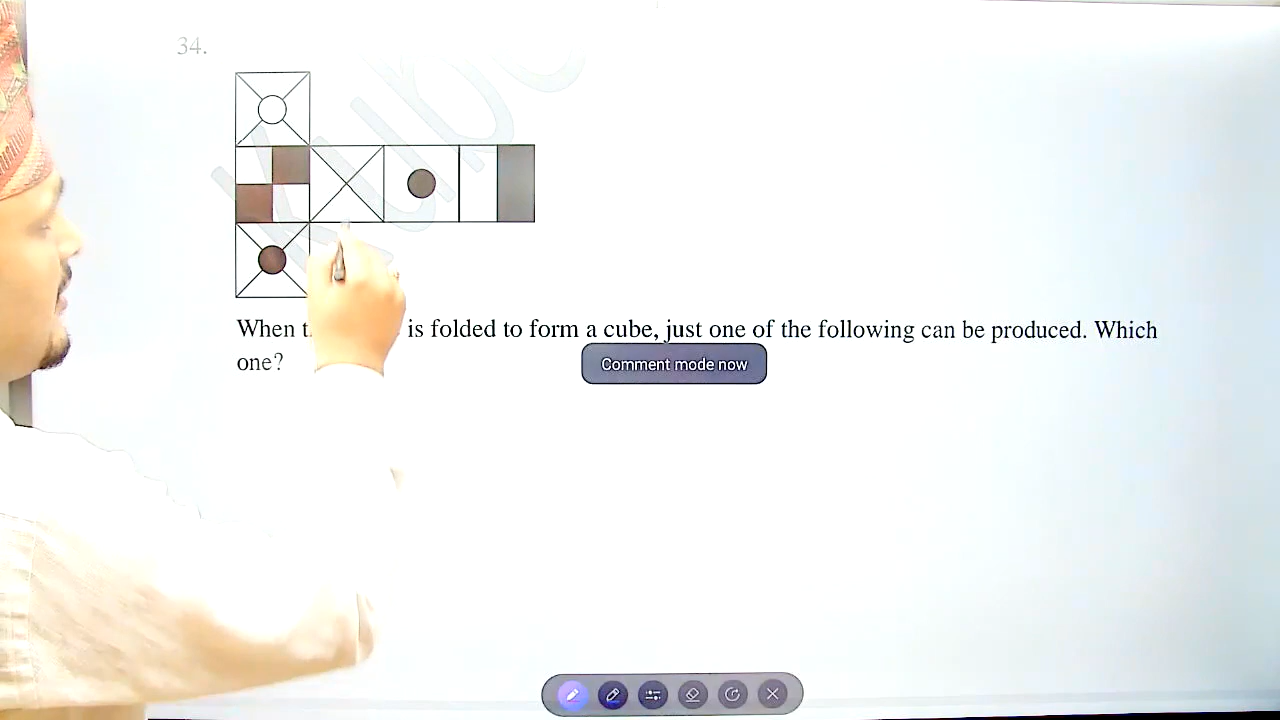 34.
When t is folded to form a cube, just one of the following can be produced. Which
one?
Comment mode now